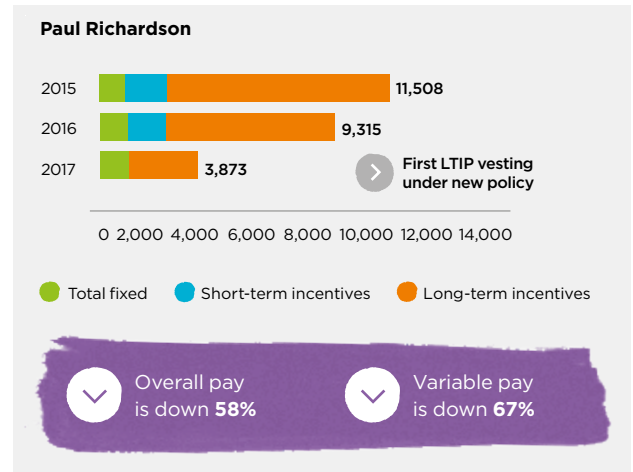 Paul Richardson
2015 11,508
2016 9,315
2017 3,873
First LTIP vesting
under new policy
0 2,000 4,000 6,000 8,000 10,000 12,000 14,000
Total fixed Short-term incentives Long-term incentives
Overall pay
is down 58%
Variable pay
is down 67%